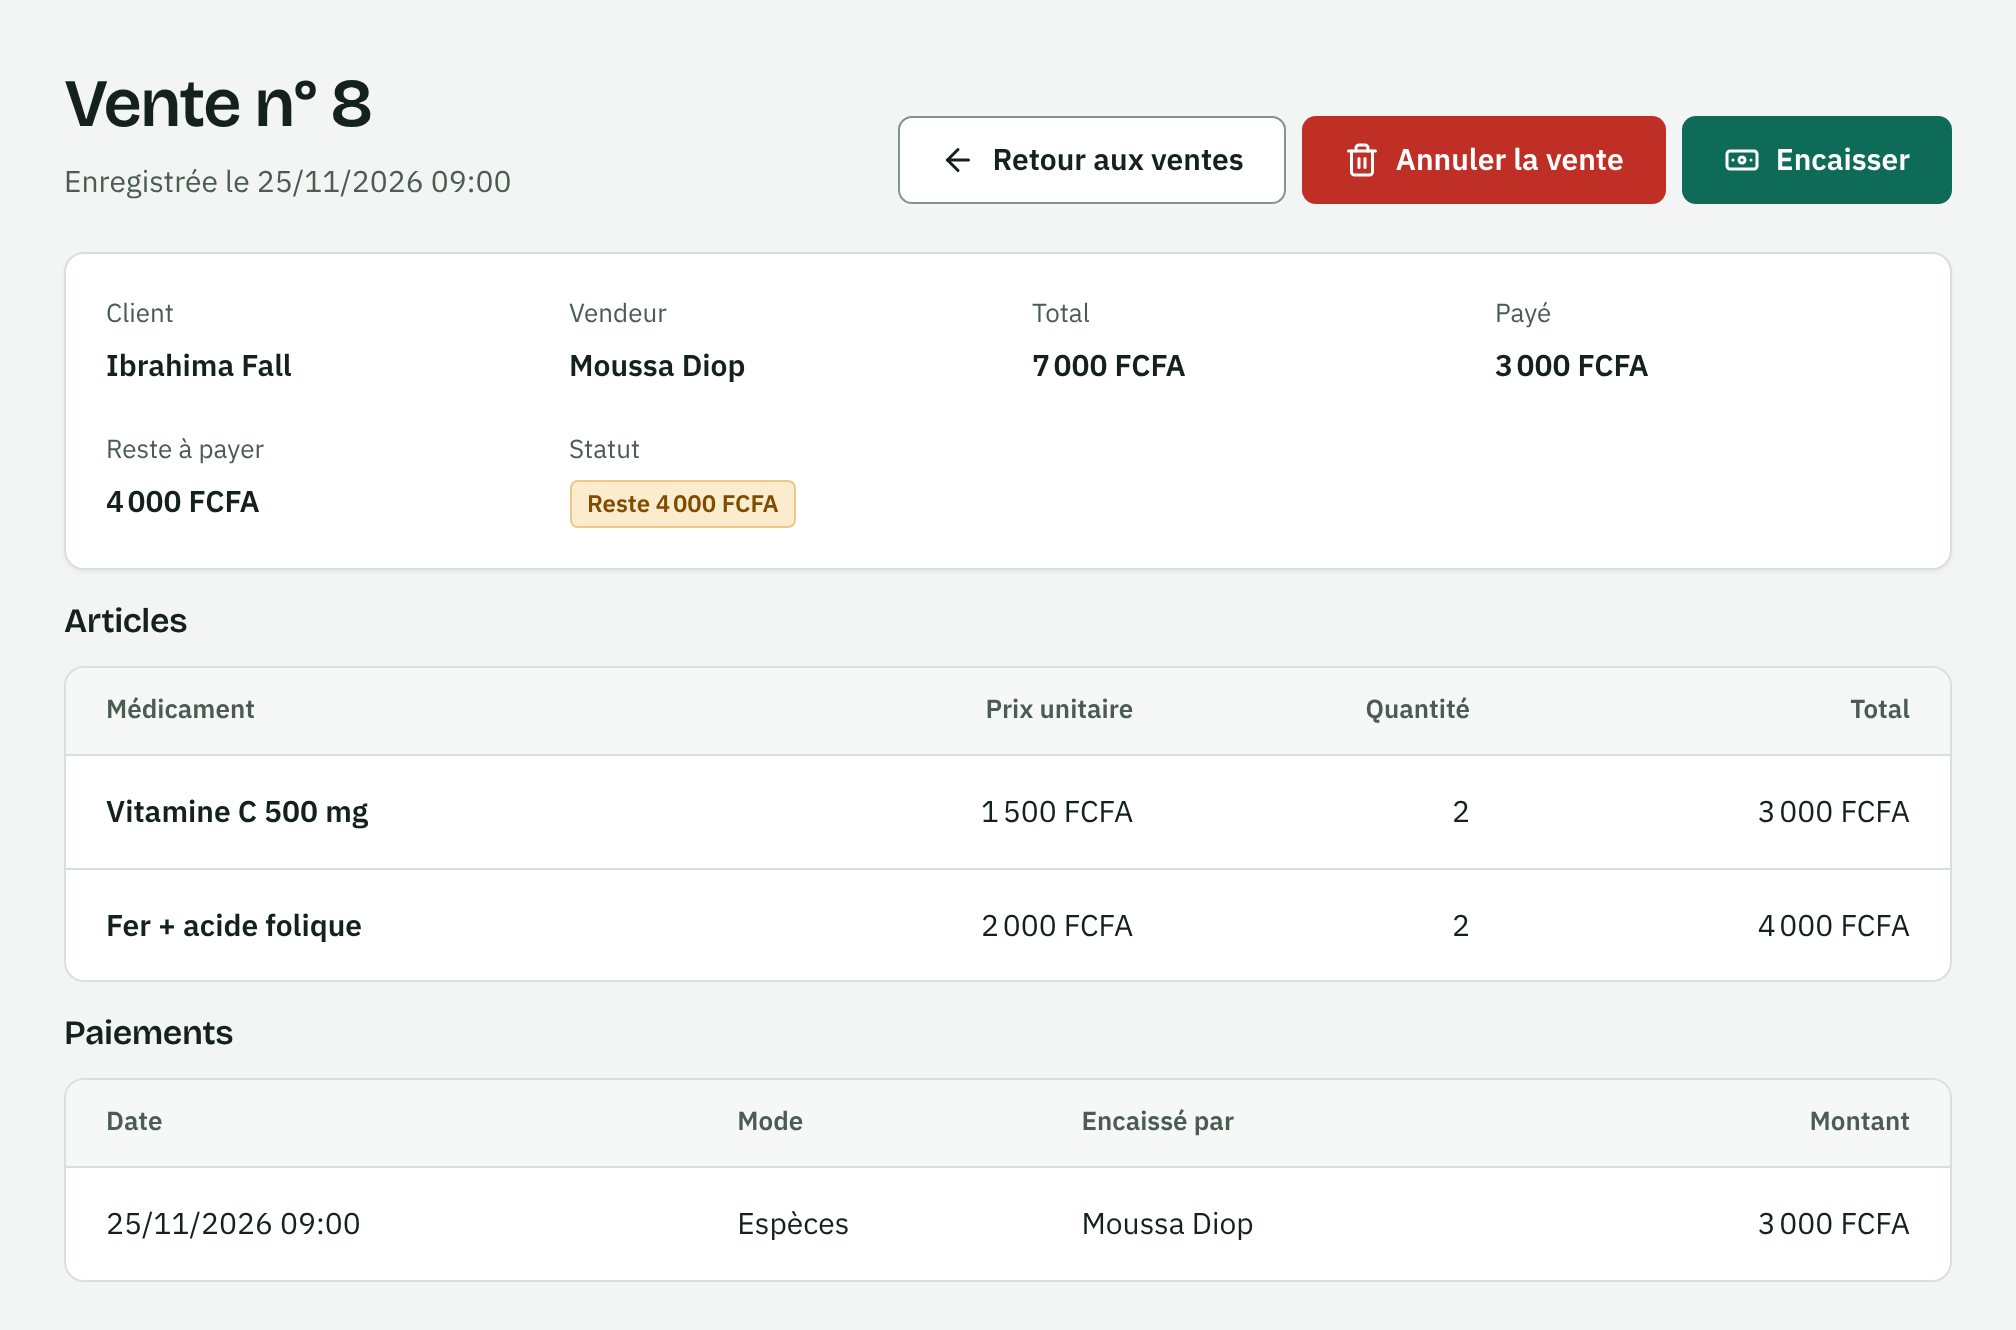 Vente n° 8
Enregistrée le 25/11/2026 09:00
Retour aux ventes
Annuler la vente
Encaisser
Client
Vendeur
Total
Payé
Ibrahima Fall
Moussa Diop
7 000 FCFA
3 000 FCFA
Reste à payer
Statut
4 000 FCFA
Reste 4 000 FCFA
Articles
Médicament Prix unitaire Quantité Total
Vitamine C 500 mg 1 500 FCFA 2 3 000 FCFA
Fer + acide folique 2 000 FCFA 2 4 000 FCFA
Paiements
Date Mode Encaissé par Montant
25/11/2026 09:00 Espèces Moussa Diop 3 000 FCFA